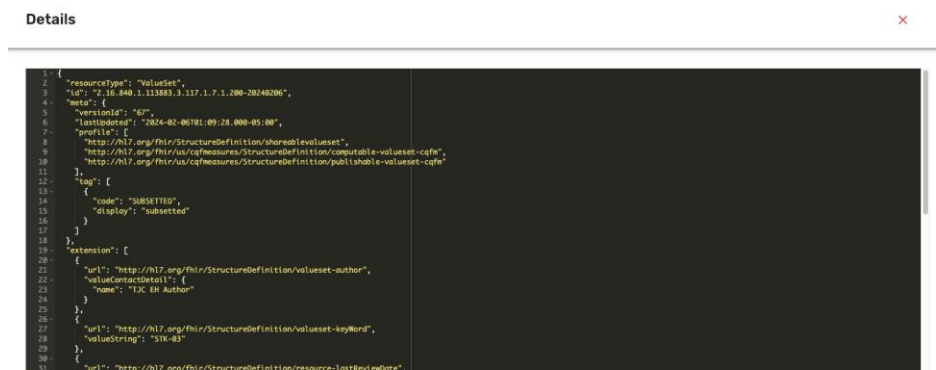 Details ×
1 - {
2 "resourceType": "ValueSet",
3 "id": "2.16.840.1.113883.3.117.1.7.1.200-20240206",
4 - "meta": {
5 "versionId": "67",
6 "lastUpdated": "2024-02-06T01:09:28.000-05:00",
7 - "profile": [
8 "http://hl7.org/fhir/StructureDefinition/shareablevalueset",
9 "http://hl7.org/fhir/us/cqfmeasures/StructureDefinition/computable-valueset-cqfm",
10 "http://hl7.org/fhir/us/cqfmeasures/StructureDefinition/publishable-valueset-cqfm"
11 ],
12 - "tag": [
13 - {
14 "code": "SUBSETTED",
15 "display": "subsetted"
16 }
17 ]
18 },
19 - "extension": [
20 - {
21 "url": "http://hl7.org/fhir/StructureDefinition/valueset-author",
22 - "valueContactDetail": {
23 "name": "TJC EH Author"
24 }
25 },
26 - {
27 "url": "http://hl7.org/fhir/StructureDefinition/valueset-keyWord",
28 "valueString": "STK-03"
29 },
30 - {
31 "url": "http://hl7.org/fhir/StructureDefinition/resource-lastReviewDate",